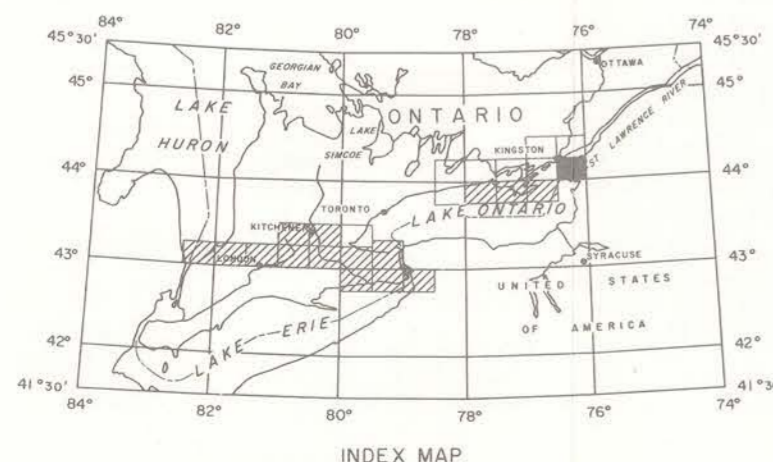 84° 82° 80° 78° 76° 74°
45°30' 45°30'
45° 45°
44° 44°
43° 43°
42° 42°
41°30' 41°30'
84° 82° 80° 78° 76° 74°
GEORGIAN
BAY
OTTAWA
LAKE
HURON
ONTARIO
LAKE
SIMCOE
KINGSTON
ST LAWRENCE RIVER
TORONTO
LAKE ONTARIO
KITCHENER
LONDON
SYRACUSE
UNITED STATES
OF AMERICA
LAKE ERIE
INDEX MAP